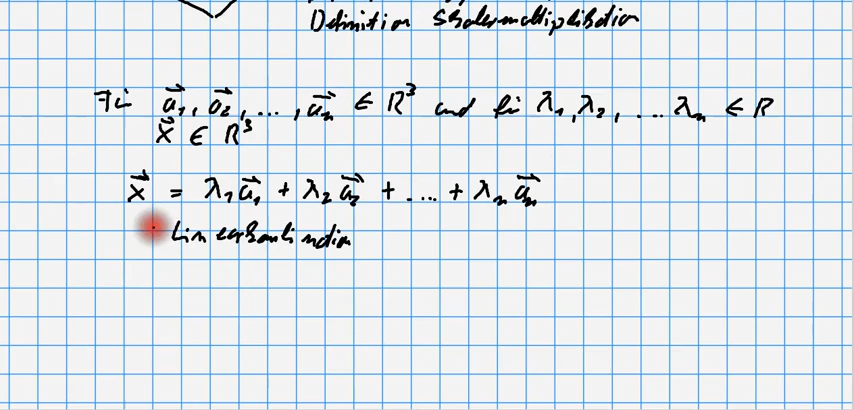 Definition Skalarmultiplikation
Für a⃗₁, a⃗₂, ..., a⃗ₙ ∈ R³ und für λ₁, λ₂, ... λₙ ∈ R
x⃗ ∈ R³
x⃗ = λ₁a⃗₁ + λ₂a⃗₂ + .... + λₙa⃗ₙ
Linearkombination